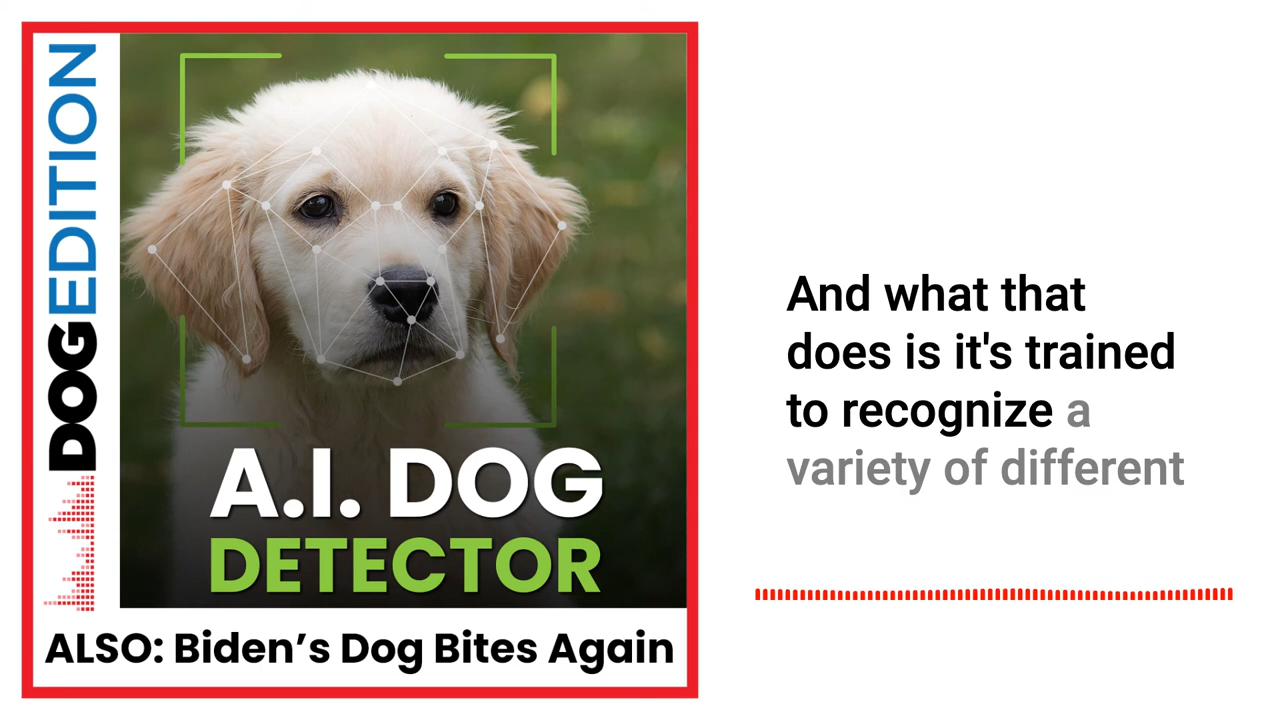 DOGEDITION
A.I. DOG
DETECTOR
ALSO: Biden’s Dog Bites Again
And what that
does is it's trained
to recognize a
variety of different